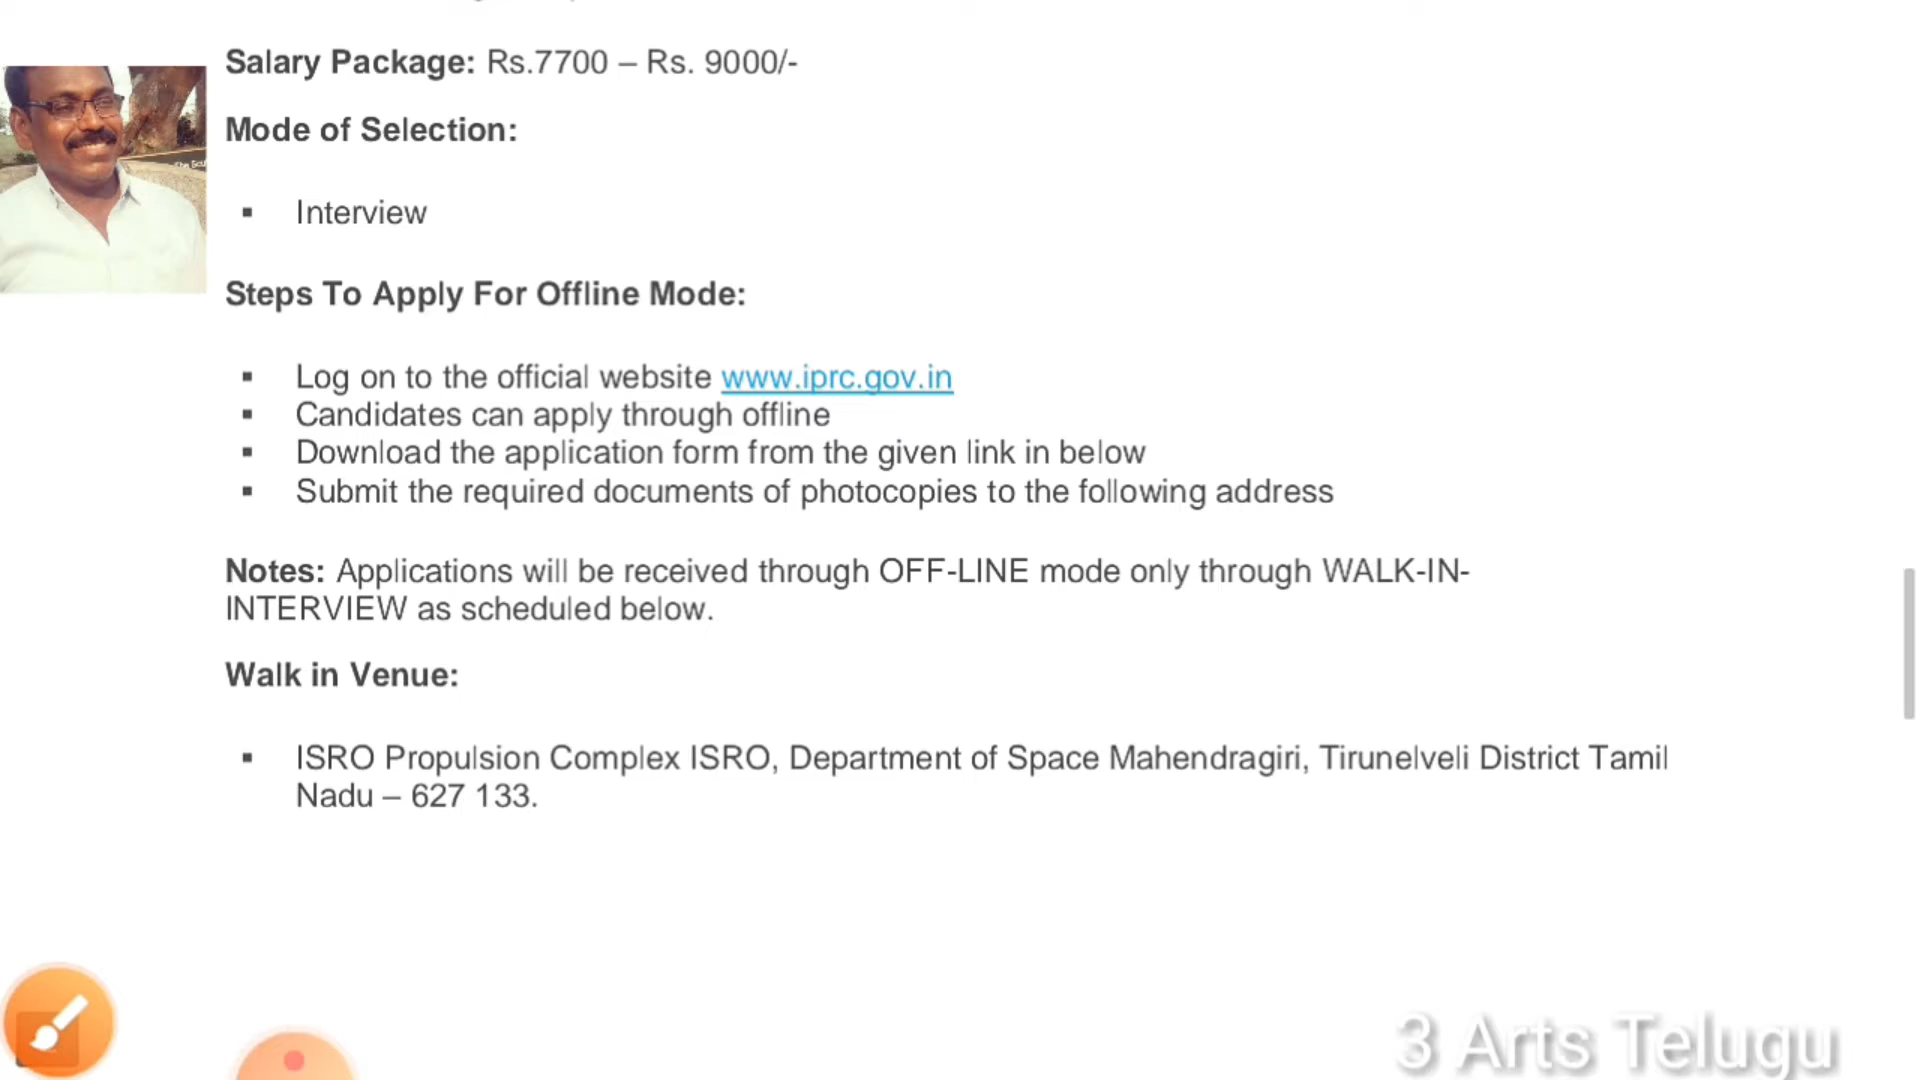 Salary Package: Rs.7700 – Rs. 9000/-
Mode of Selection:
▪ Interview
Steps To Apply For Offline Mode:
▪ Log on to the official website www.iprc.gov.in
▪ Candidates can apply through offline
▪ Download the application form from the given link in below
▪ Submit the required documents of photocopies to the following address
Notes: Applications will be received through OFF-LINE mode only through WALK-IN-
INTERVIEW as scheduled below.
Walk in Venue:
▪ ISRO Propulsion Complex ISRO, Department of Space Mahendragiri, Tirunelveli District Tamil
Nadu – 627 133.
3 Arts Telugu